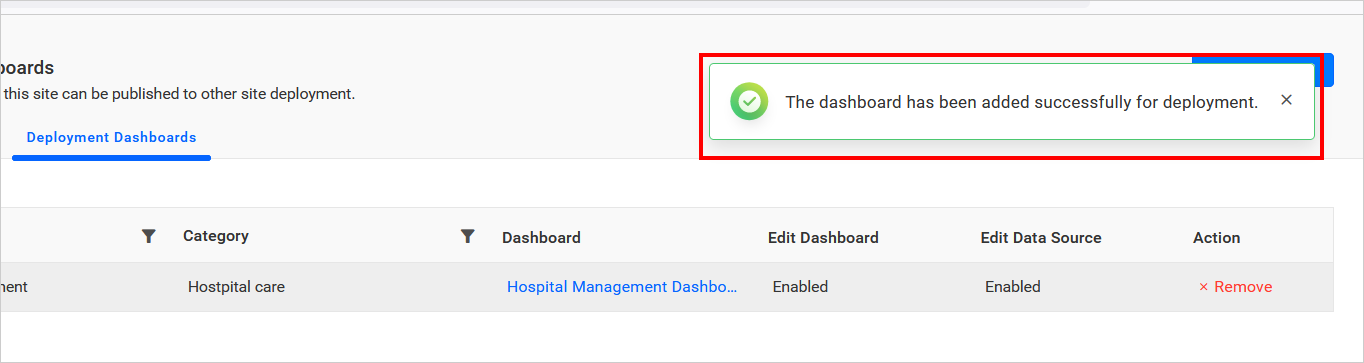 boards
this site can be published to other site deployment.
The dashboard has been added successfully for deployment.
Deployment Dashboards
Category Dashboard Edit Dashboard Edit Data Source Action
nent Hostpital care Hospital Management Dashbo... Enabled Enabled × Remove